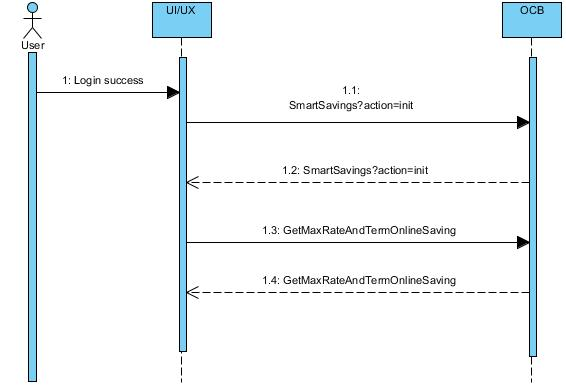 UI/UX
OCB
User
1: Login success
1.1:
SmartSavings?action=init
1.2: SmartSavings?action=init
1.3: GetMaxRateAndTermOnlineSaving
1.4: GetMaxRateAndTermOnlineSaving